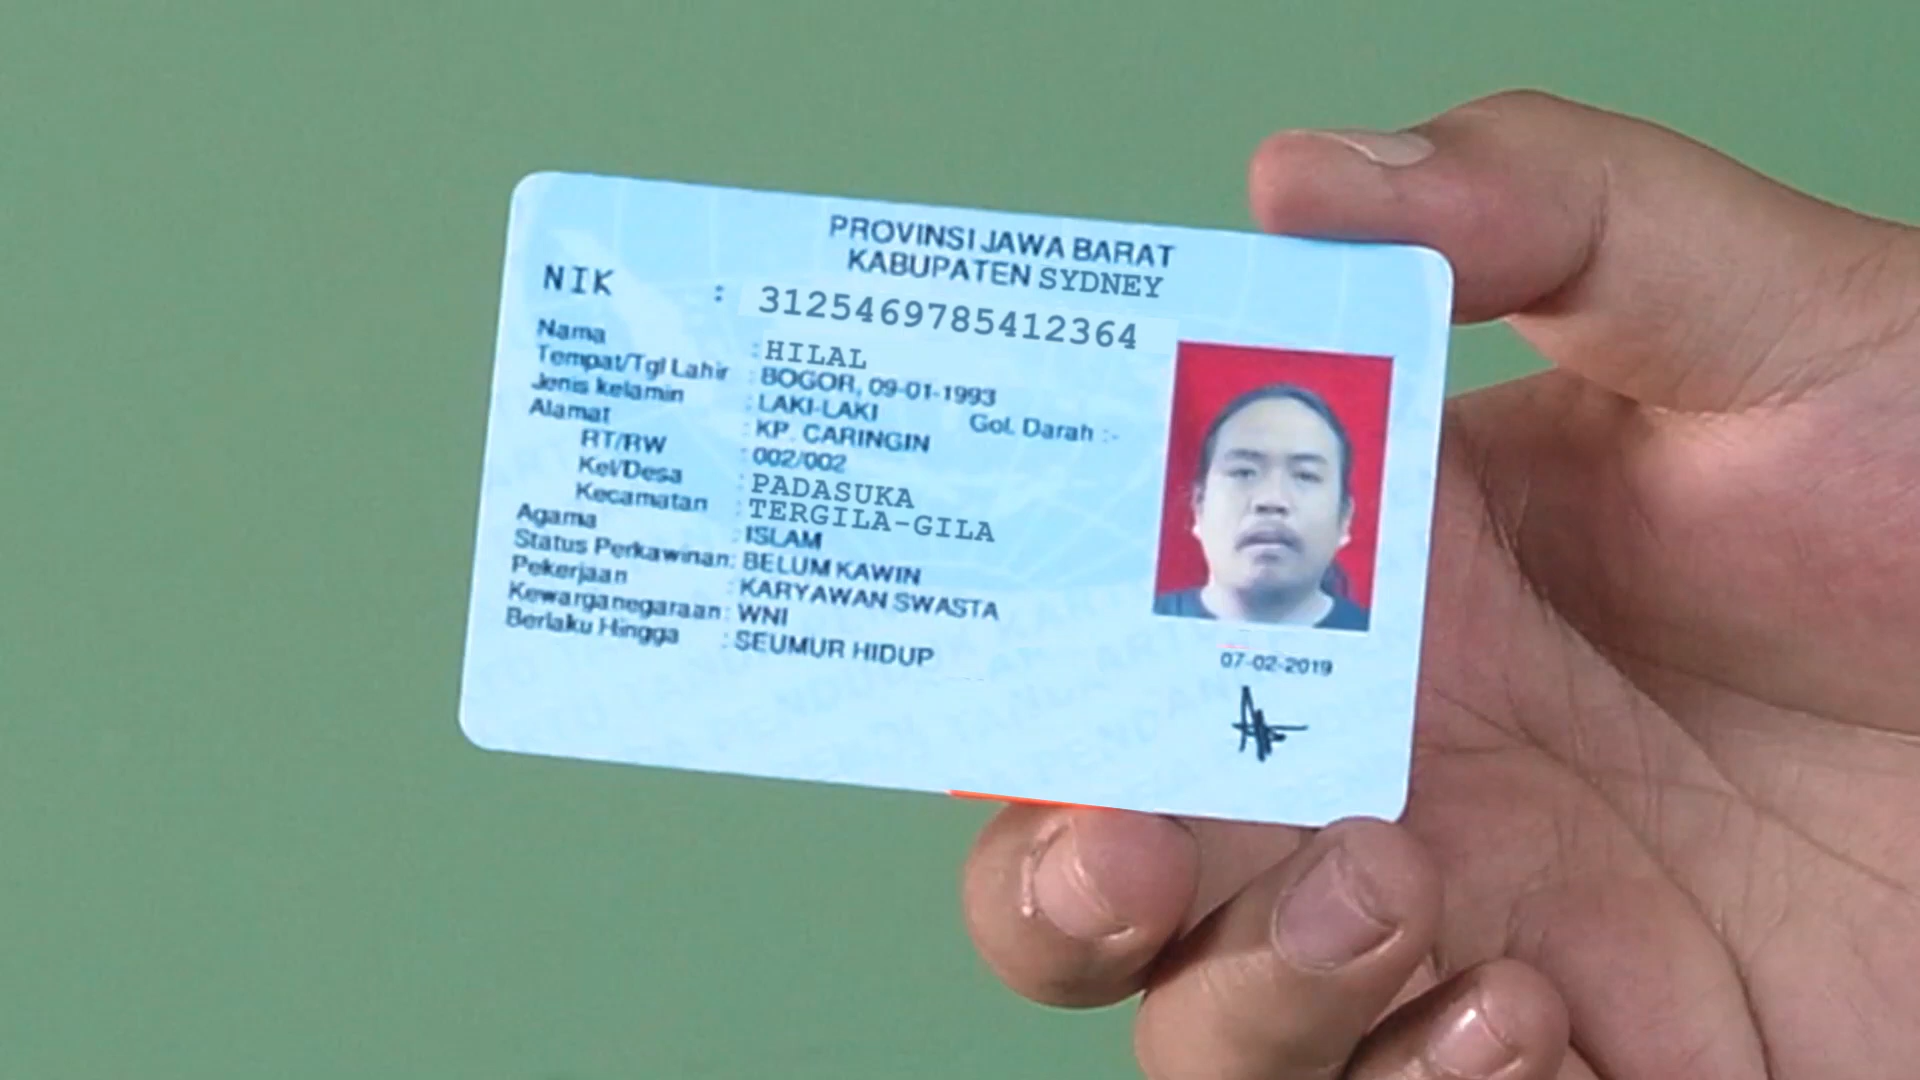 PROVINSI JAWA BARAT
KABUPATEN SYDNEY
NIK : 3125469785412364
Nama : HILAL
Tempat/Tgl Lahir : BOGOR, 09-01-1993
Jenis kelamin : LAKI-LAKI Gol. Darah :-
Alamat : KP. CARINGIN
RT/RW : 002/002
Kel/Desa : PADASUKA
Kecamatan : TERGILA-GILA
Agama : ISLAM
Status Perkawinan: BELUM KAWIN
Pekerjaan : KARYAWAN SWASTA
Kewarganegaraan: WNI
Berlaku Hingga : SEUMUR HIDUP
07-02-2019